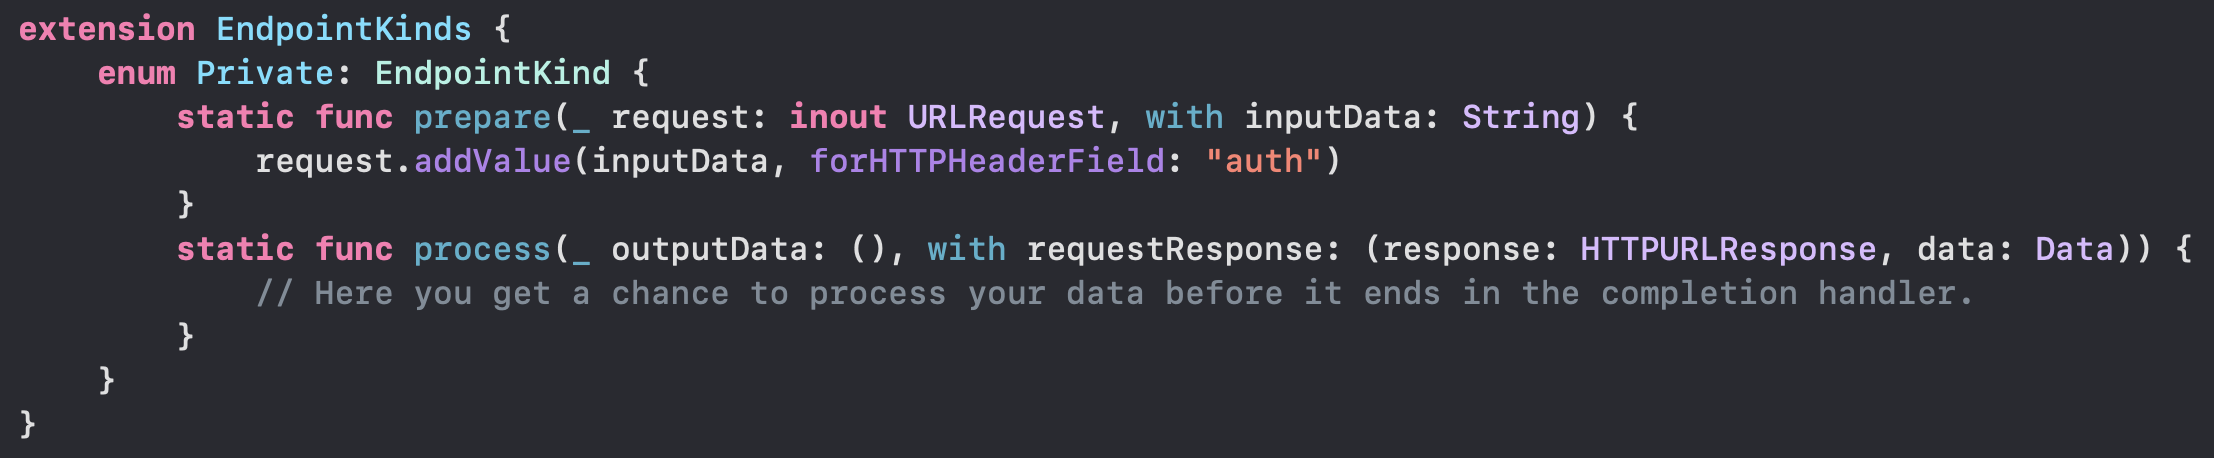 extension EndpointKinds {
    enum Private: EndpointKind {
        static func prepare(_ request: inout URLRequest, with inputData: String) {
            request.addValue(inputData, forHTTPHeaderField: "auth")
        }
        static func process(_ outputData: (), with requestResponse: (response: HTTPURLResponse, data: Data)) {
            // Here you get a chance to process your data before it ends in the completion handler.
        }
    }
}